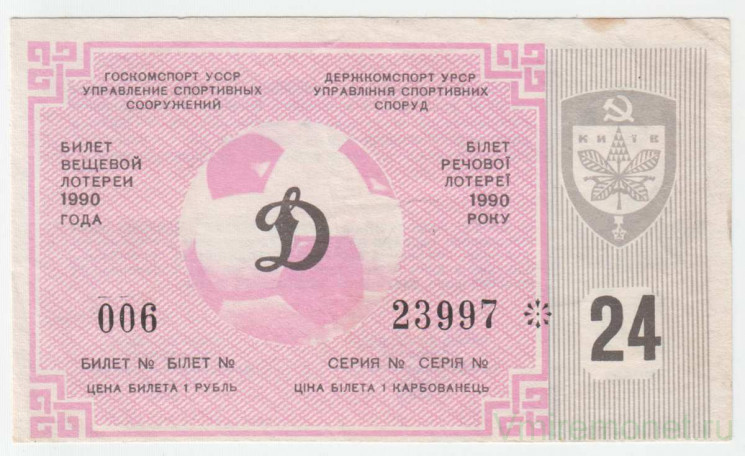 ГОСКОМСПОРТ УССР
УПРАВЛЕНИЕ СПОРТИВНЫХ
СООРУЖЕНИЙ
ДЕРЖКОМСПОРТ УРСР
УПРАВЛІННЯ СПОРТИВНИХ
СПОРУД
БИЛЕТ
ВЕЩЕВОЙ
ЛОТЕРЕИ
1990
ГОДА
БІЛЕТ
РЕЧОВОЇ
ЛОТЕРЕЇ
1990
РОКУ
Д
КИЇВ
006
23997 *
24
БИЛЕТ № БІЛЕТ №
СЕРИЯ № СЕРІЯ №
ЦЕНА БИЛЕТА 1 РУБЛЬ
ЦІНА БІЛЕТА 1 КАРБОВАНЕЦЬ
Vmiremonet.ru